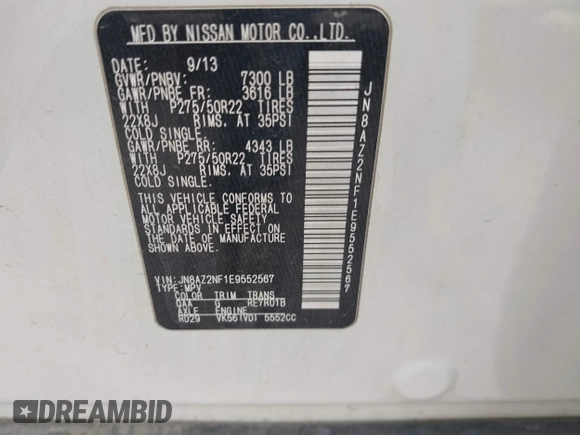 MFD BY NISSAN MOTOR CO.,LTD.
DATE: 9/13
GVWR/PNBV: 7300 LB
GAWR/PNBE FR: 3616 LB
WITH P275/50R22 TIRES
22X8J RIMS, AT 35PSI
COLD SINGLE.
GAWR/PNBE RR: 4343 LB
WITH P275/50R22 TIRES
22X8J RIMS, AT 35PSI
COLD SINGLE.
THIS VEHICLE CONFORMS TO
ALL APPLICABLE FEDERAL
MOTOR VEHICLE SAFETY
STANDARDS IN EFFECT ON
THE DATE OF MANUFACTURE
SHOWN ABOVE.
VIN: JN8AZ2NF1E9552567
TYPE: MPV
COLOR TRIM TRANS
QAA G RE7R01B
AXLE ENGINE
RD29 VK56(VD) 5552CC
JN8AZ2NF1E9552567
DREAMBID